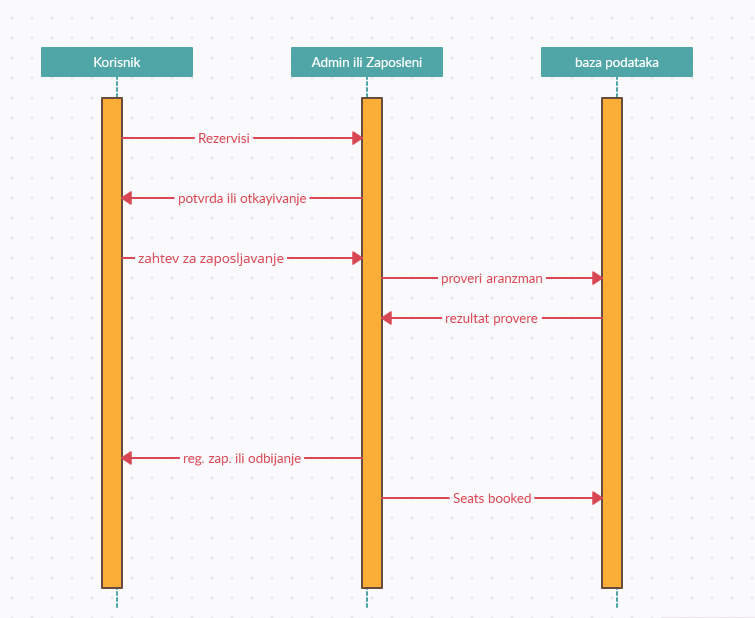 Korisnik
Admin ili Zaposleni
baza podataka
Rezervisi
potvrda ili otkayivanje
zahtev za zaposljavanje
proveri aranzman
rezultat provere
reg. zap. ili odbijanje
Seats booked